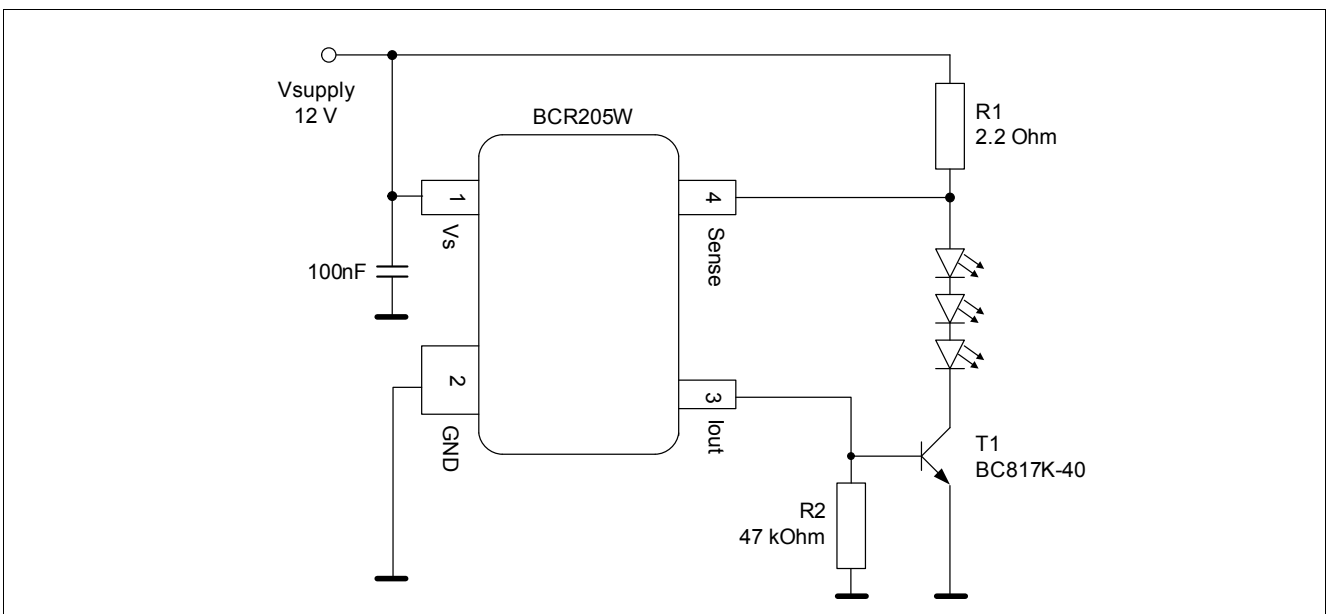 Vsupply
12 V
BCR205W
R1
2.2 Ohm
1
Vs
4
Sense
100nF
2
GND
3
Iout
T1
BC817K-40
R2
47 kOhm